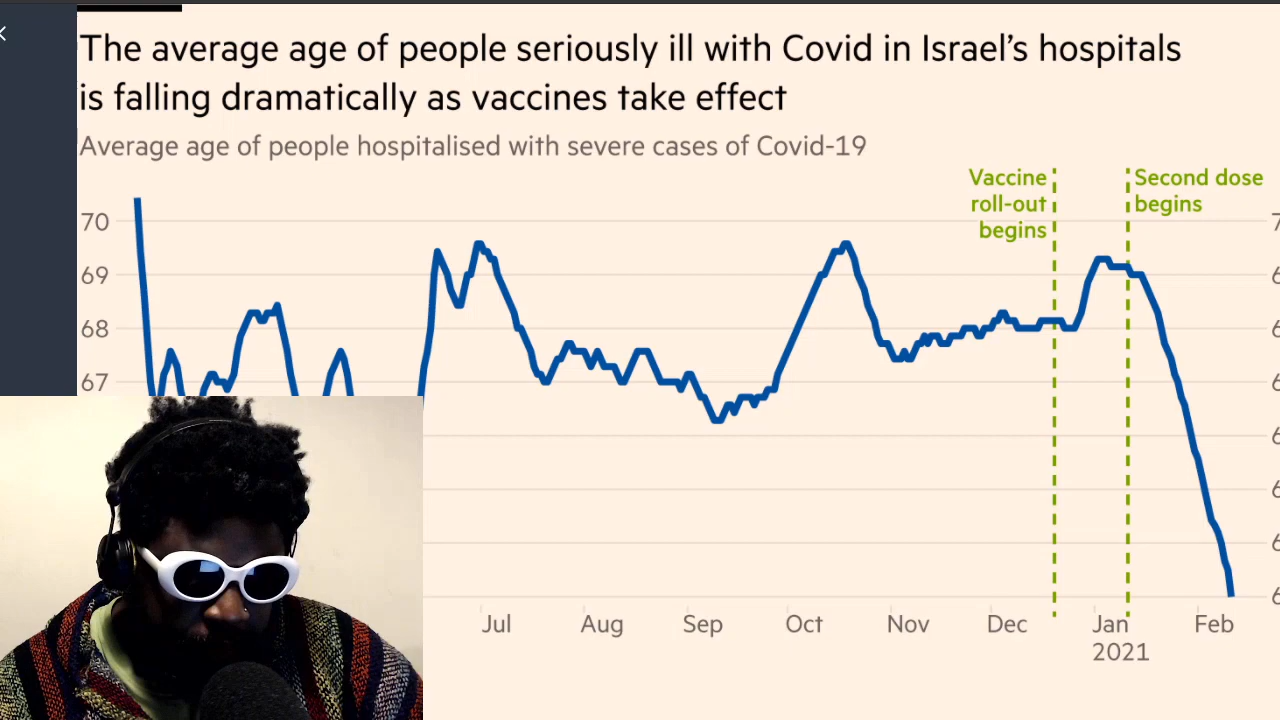 The average age of people seriously ill with Covid in Israel's hospitals
is falling dramatically as vaccines take effect
Average age of people hospitalised with severe cases of Covid-19
Vaccine
roll-out
begins
Second dose
begins
70
69
68
67
Jul Aug Sep Oct Nov Dec Jan Feb
2021